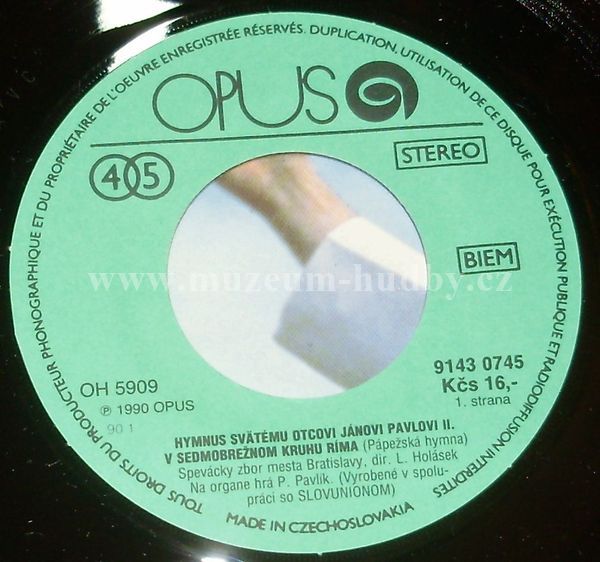 TOUS DROITS DU PRODUCTEUR PHONOGRAPHIQUE ET DU PROPRIÉTAIRE DE L'OEUVRE ENREGISTRÉE RÉSERVÉS. DUPLICATION, UTILISATION DE CE DISQUE POUR EXÉCUTION PUBLIQUE ET RADIODIFFUSION INTERDITES
OPUS
45
STEREO
BIEM
www.muzeum-hudby.cz
OH 5909
℗ 1990 OPUS
90 1
9143 0745
Kčs 16,-
1. strana
HYMNUS SVÄTÉMU OTCOVI JÁNOVI PAVLOVI II.
V SEDMOBREŽNOM KRUHU RÍMA (Pápežská hymna)
Spevácky zbor mesta Bratislavy, dir. L. Holásek
Na organe hrá P. Pavlík. (Vyrobené v spolu-
práci so SLOVUNIONOM)
MADE IN CZECHOSLOVAKIA